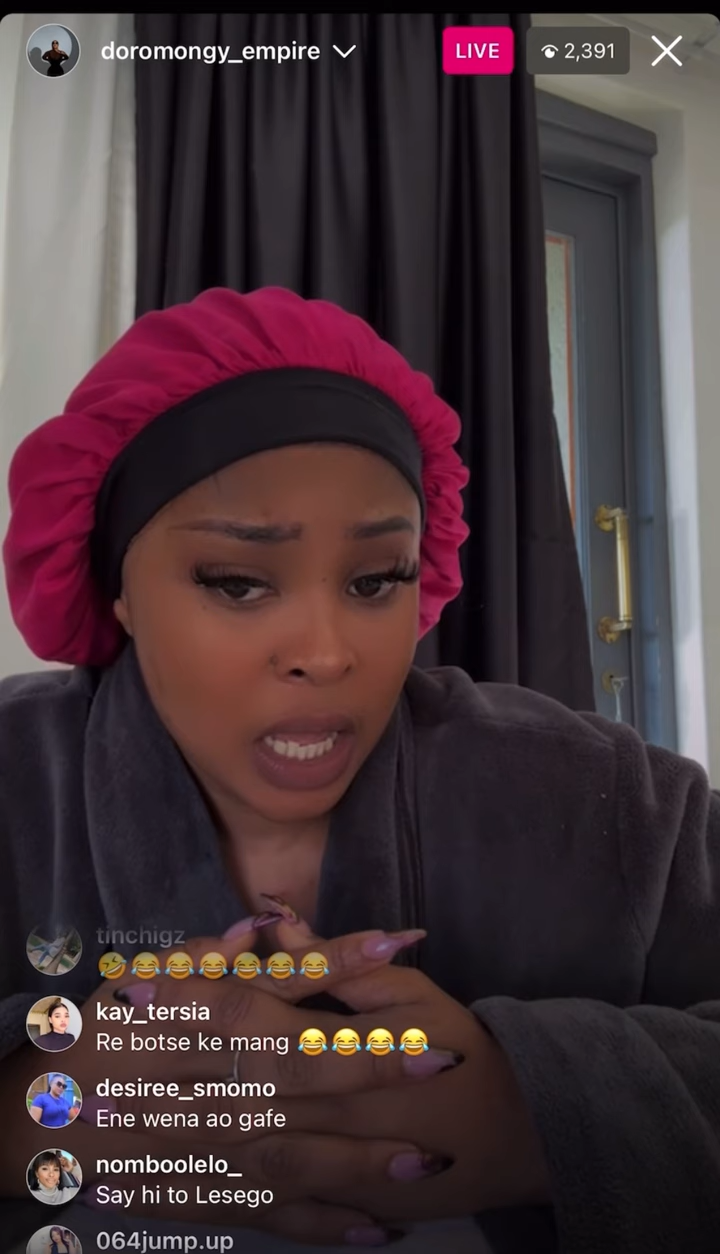 doromongy_empire
LIVE
2,391
tinchigz
🤣😂😂😂😂😂😂
kay_tersia
Re botse ke mang 😂😂😂😂
desiree_smomo
Ene wena ao gafe
nomboolelo_
Say hi to Lesego
064jump.up